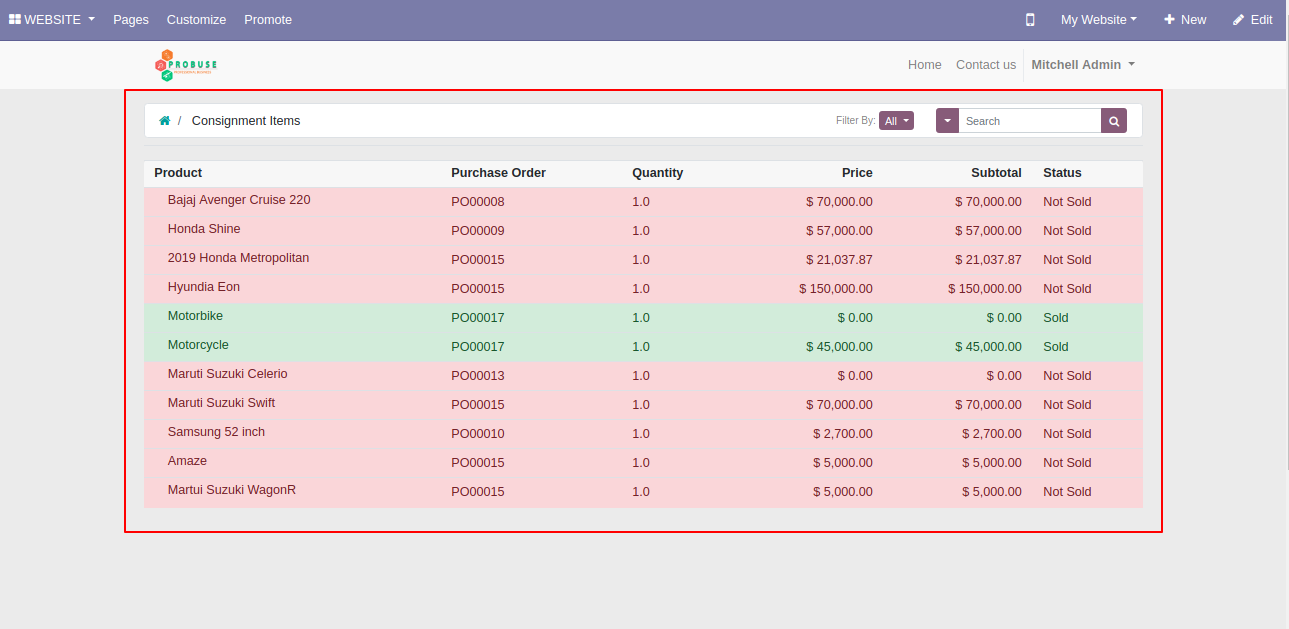 WEBSITE Pages Customize Promote My Website New Edit
PROBUSE Home Contact us Mitchell Admin
/ Consignment Items Filter By: All Search
Product Purchase Order Quantity Price Subtotal Status
Bajaj Avenger Cruise 220 PO00008 1.0 $ 70,000.00 $ 70,000.00 Not Sold
Honda Shine PO00009 1.0 $ 57,000.00 $ 57,000.00 Not Sold
2019 Honda Metropolitan PO00015 1.0 $ 21,037.87 $ 21,037.87 Not Sold
Hyundia Eon PO00015 1.0 $ 150,000.00 $ 150,000.00 Not Sold
Motorbike PO00017 1.0 $ 0.00 $ 0.00 Sold
Motorcycle PO00017 1.0 $ 45,000.00 $ 45,000.00 Sold
Maruti Suzuki Celerio PO00013 1.0 $ 0.00 $ 0.00 Not Sold
Maruti Suzuki Swift PO00015 1.0 $ 70,000.00 $ 70,000.00 Not Sold
Samsung 52 inch PO00010 1.0 $ 2,700.00 $ 2,700.00 Not Sold
Amaze PO00015 1.0 $ 5,000.00 $ 5,000.00 Not Sold
Martui Suzuki WagonR PO00015 1.0 $ 5,000.00 $ 5,000.00 Not Sold